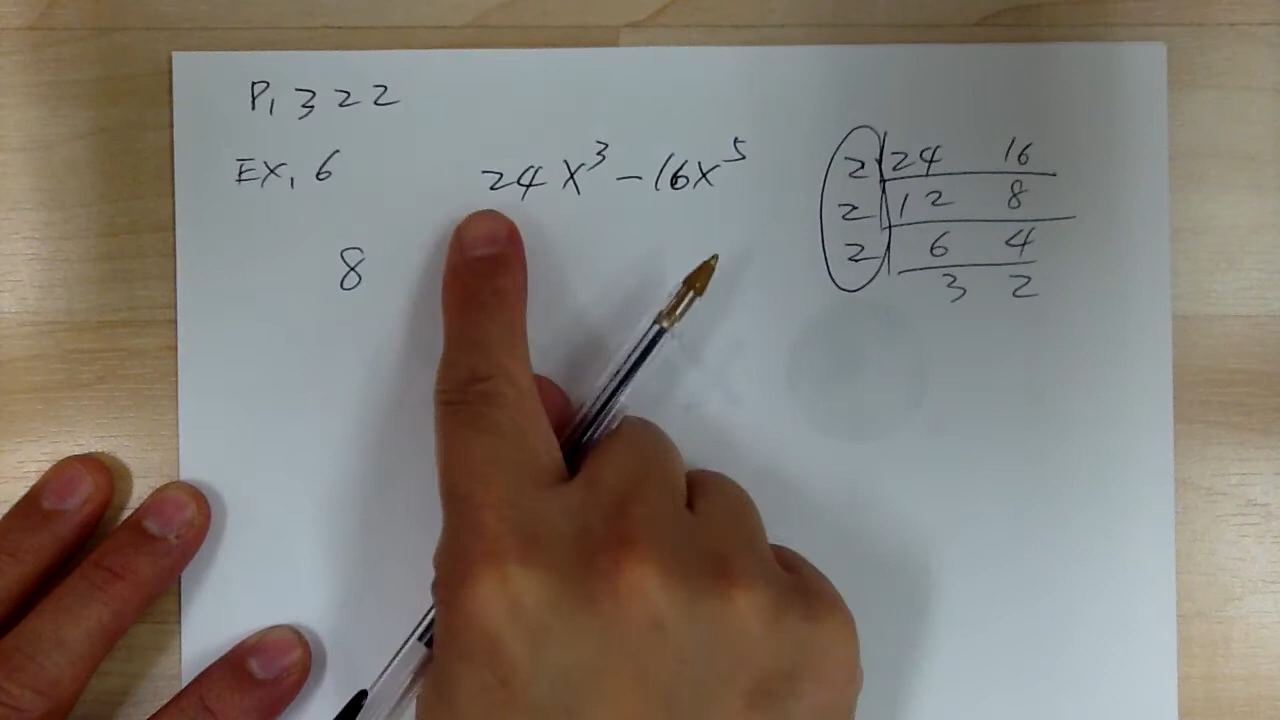 P, 322
EX, 6
24x³ - 16x⁵
8
2 | 24 16
2 | 12 8
2 | 6 4
3 2